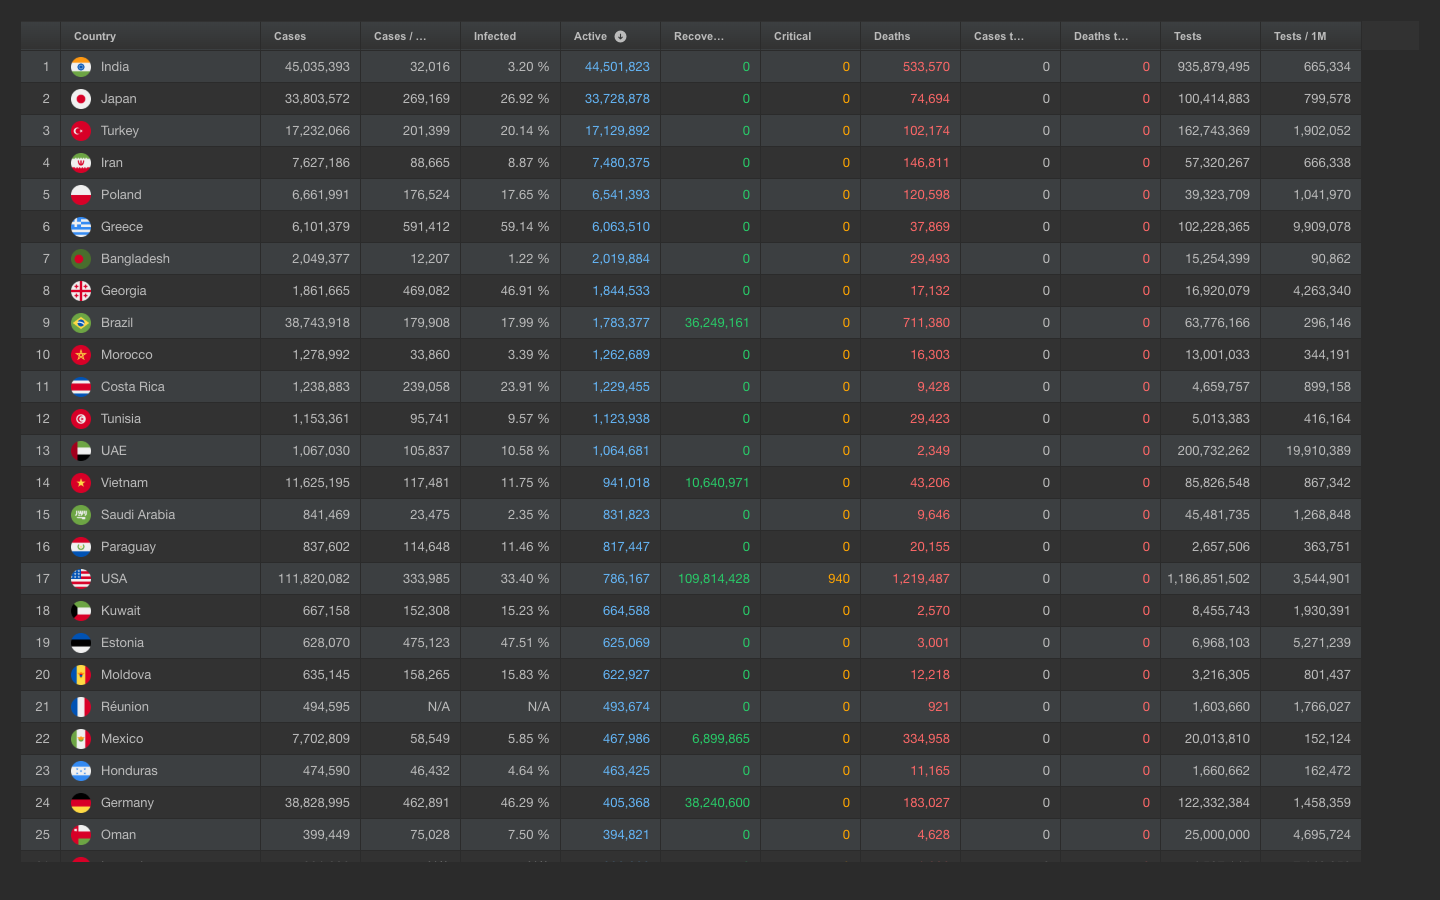 Country Cases Cases / ... Infected Active Recove... Critical Deaths Cases t... Deaths t... Tests Tests / 1M
1 India 45,035,393 32,016 3.20 % 44,501,823 0 0 533,570 0 0 935,879,495 665,334
2 Japan 33,803,572 269,169 26.92 % 33,728,878 0 0 74,694 0 0 100,414,883 799,578
3 Turkey 17,232,066 201,399 20.14 % 17,129,892 0 0 102,174 0 0 162,743,369 1,902,052
4 Iran 7,627,186 88,665 8.87 % 7,480,375 0 0 146,811 0 0 57,320,267 666,338
5 Poland 6,661,991 176,524 17.65 % 6,541,393 0 0 120,598 0 0 39,323,709 1,041,970
6 Greece 6,101,379 591,412 59.14 % 6,063,510 0 0 37,869 0 0 102,228,365 9,909,078
7 Bangladesh 2,049,377 12,207 1.22 % 2,019,884 0 0 29,493 0 0 15,254,399 90,862
8 Georgia 1,861,665 469,082 46.91 % 1,844,533 0 0 17,132 0 0 16,920,079 4,263,340
9 Brazil 38,743,918 179,908 17.99 % 1,783,377 36,249,161 0 711,380 0 0 63,776,166 296,146
10 Morocco 1,278,992 33,860 3.39 % 1,262,689 0 0 16,303 0 0 13,001,033 344,191
11 Costa Rica 1,238,883 239,058 23.91 % 1,229,455 0 0 9,428 0 0 4,659,757 899,158
12 Tunisia 1,153,361 95,741 9.57 % 1,123,938 0 0 29,423 0 0 5,013,383 416,164
13 UAE 1,067,030 105,837 10.58 % 1,064,681 0 0 2,349 0 0 200,732,262 19,910,389
14 Vietnam 11,625,195 117,481 11.75 % 941,018 10,640,971 0 43,206 0 0 85,826,548 867,342
15 Saudi Arabia 841,469 23,475 2.35 % 831,823 0 0 9,646 0 0 45,481,735 1,268,848
16 Paraguay 837,602 114,648 11.46 % 817,447 0 0 20,155 0 0 2,657,506 363,751
17 USA 111,820,082 333,985 33.40 % 786,167 109,814,428 940 1,219,487 0 0 1,186,851,502 3,544,901
18 Kuwait 667,158 152,308 15.23 % 664,588 0 0 2,570 0 0 8,455,743 1,930,391
19 Estonia 628,070 475,123 47.51 % 625,069 0 0 3,001 0 0 6,968,103 5,271,239
20 Moldova 635,145 158,265 15.83 % 622,927 0 0 12,218 0 0 3,216,305 801,437
21 Réunion 494,595 N/A N/A 493,674 0 0 921 0 0 1,603,660 1,766,027
22 Mexico 7,702,809 58,549 5.85 % 467,986 6,899,865 0 334,958 0 0 20,013,810 152,124
23 Honduras 474,590 46,432 4.64 % 463,425 0 0 11,165 0 0 1,660,662 162,472
24 Germany 38,828,995 462,891 46.29 % 405,368 38,240,600 0 183,027 0 0 122,332,384 1,458,359
25 Oman 399,449 75,028 7.50 % 394,821 0 0 4,628 0 0 25,000,000 4,695,724